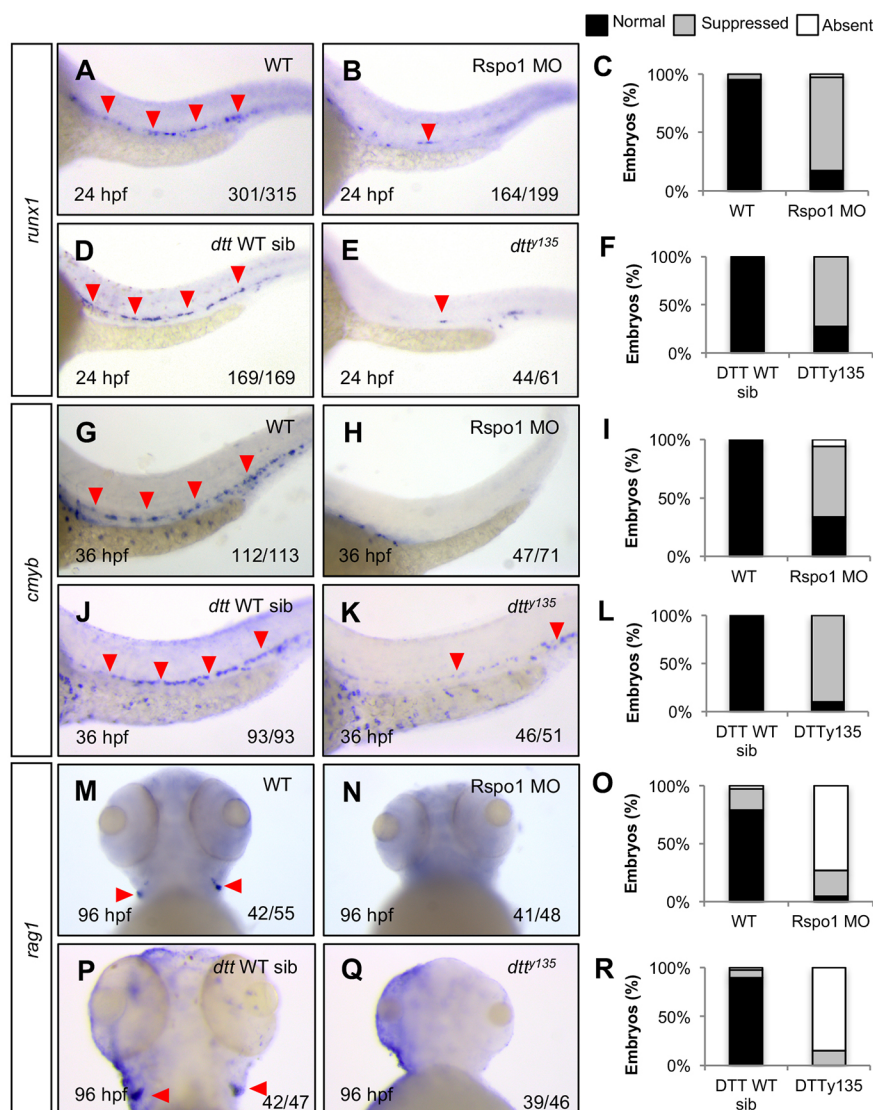 Normal Suppressed Absent
runx1
A WT
24 hpf 301/315
B Rspo1 MO
24 hpf 164/199
C
Embryos (%)
100%
50%
0%
WT Rspo1 MO
D dtt WT sib
24 hpf 169/169
E dtty135
24 hpf 44/61
F
Embryos (%)
100%
50%
0%
DTT WT DTTy135
sib
cmyb
G WT
36 hpf 112/113
H Rspo1 MO
36 hpf 47/71
I
Embryos (%)
100%
50%
0%
WT Rspo1 MO
J dtt WT sib
36 hpf 93/93
K dtty135
36 hpf 46/51
L
Embryos (%)
100%
50%
0%
DTT WT DTTy135
sib
rag1
M WT
96 hpf 42/55
N Rspo1 MO
96 hpf 41/48
O
Embryos (%)
100%
50%
0%
WT Rspo1 MO
P dtt WT sib
96 hpf 42/47
Q dtty135
96 hpf 39/46
R
Embryos (%)
100%
50%
0%
DTT WT DTTy135
sib